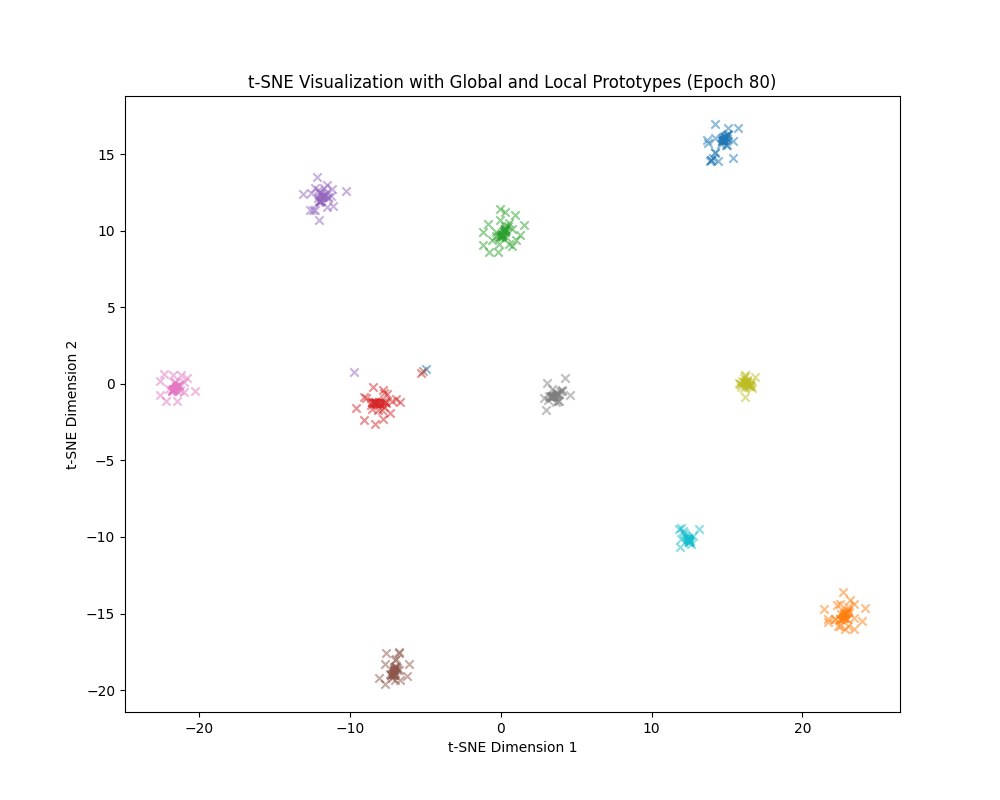 t-SNE Visualization with Global and Local Prototypes (Epoch 80)
15
10
5
0
−5
−10
−15
−20
t-SNE Dimension 2
−20 −10 0 10 20
t-SNE Dimension 1